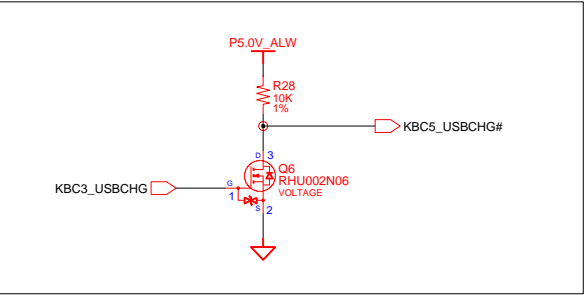 P5.0V_ALW
R28
10K
1%
KBC5_USBCHG#
D 3
Q6
RHU002N06
VOLTAGE
KBC3_USBCHG
G
1
S 2